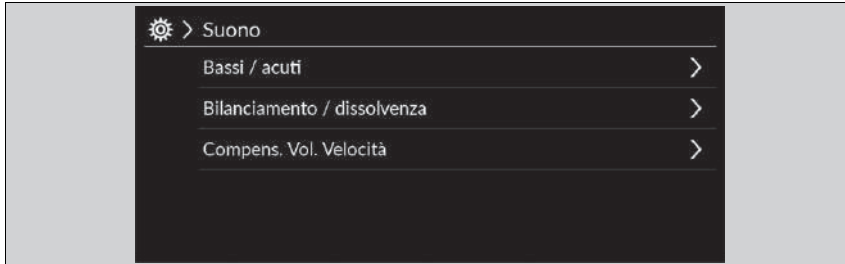 Suono
Bassi / acuti
Bilanciamento / dissolvenza
Compens. Vol. Velocità